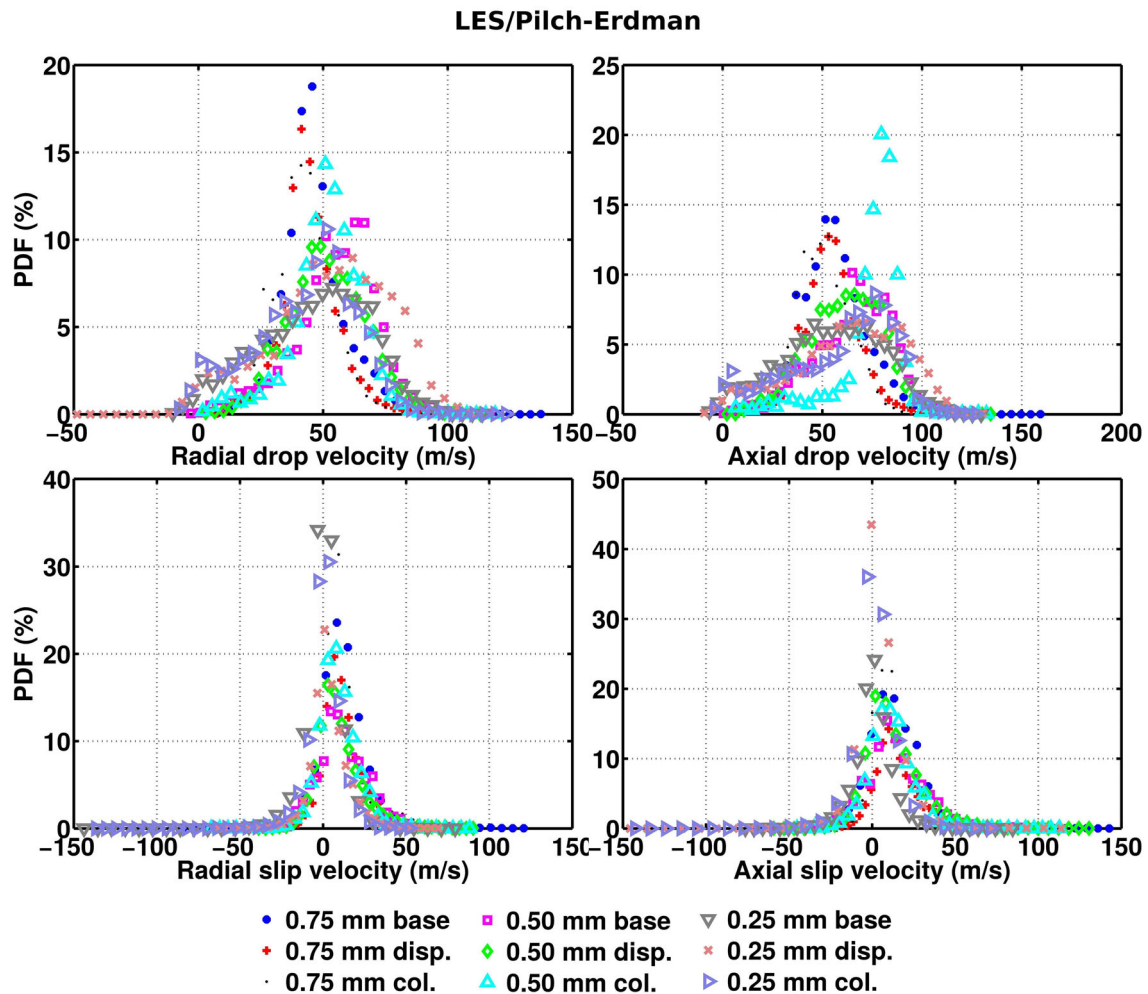 LES/Pilch-Erdman
20
15
10
5
0
−50
0
50
100
150
PDF (%)
Radial drop velocity (m/s)
25
20
15
10
5
0
−50
0
50
100
150
200
Axial drop velocity (m/s)
40
30
20
10
0
−150
−100
−50
0
50
100
150
PDF (%)
Radial slip velocity (m/s)
50
40
30
20
10
0
−150
−100
−50
0
50
100
150
Axial slip velocity (m/s)
0.75 mm base
0.50 mm base
0.25 mm base
0.75 mm disp.
0.50 mm disp.
0.25 mm disp.
0.75 mm col.
0.50 mm col.
0.25 mm col.